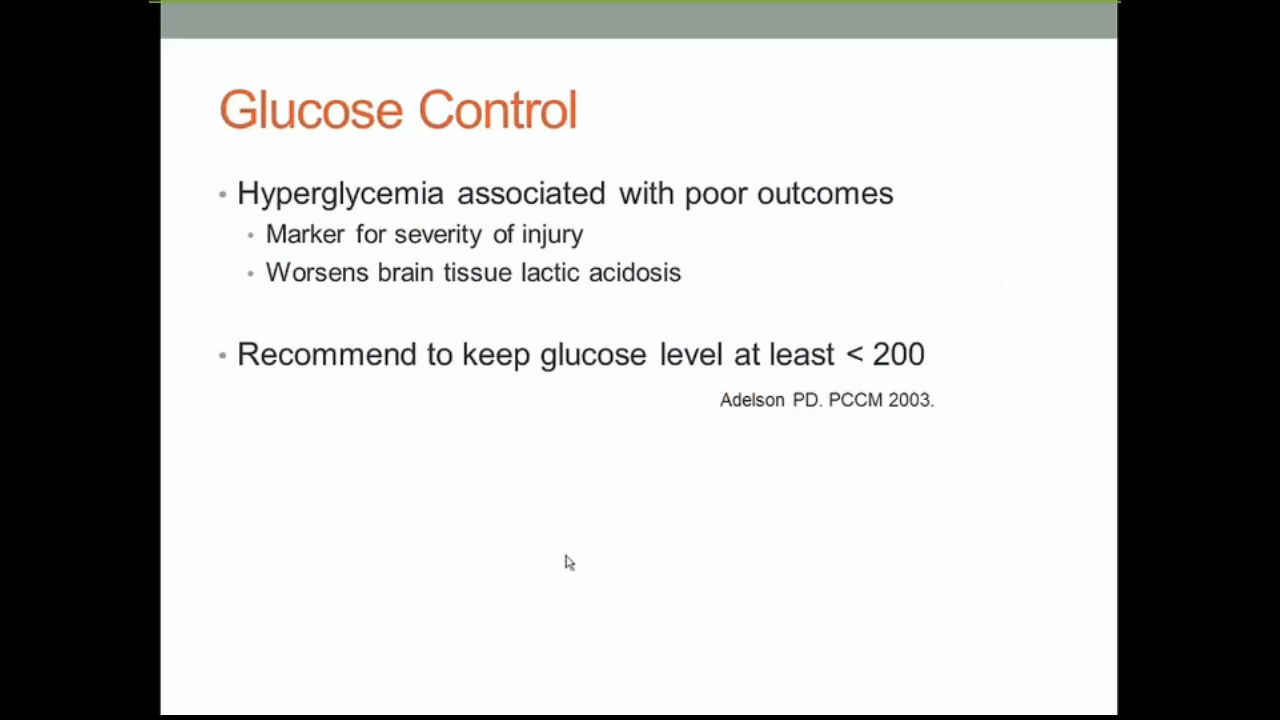 Glucose Control
• Hyperglycemia associated with poor outcomes
• Marker for severity of injury
• Worsens brain tissue lactic acidosis
• Recommend to keep glucose level at least < 200
Adelson PD. PCCM 2003.